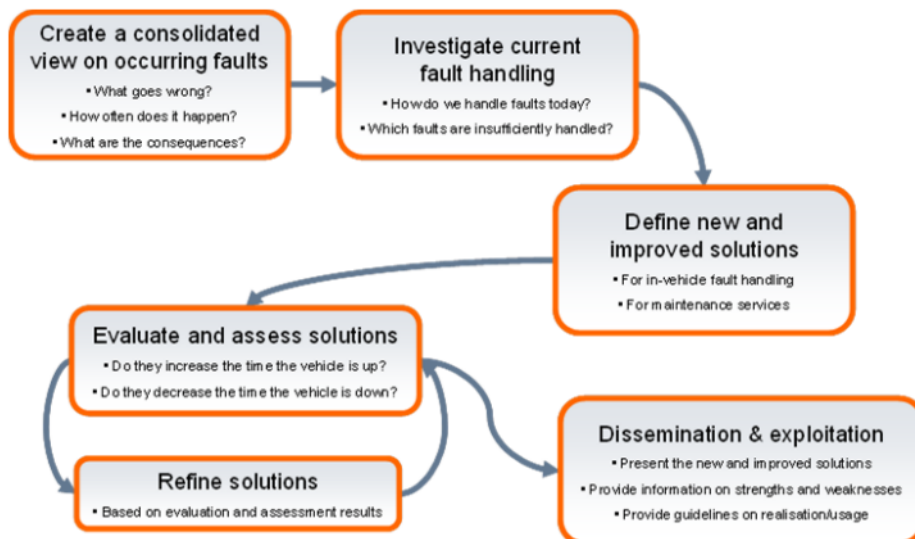 Create a consolidated
view on occurring faults
▪ What goes wrong?
▪ How often does it happen?
▪ What are the consequences?
Investigate current
fault handling
▪ How do we handle faults today?
▪ Which faults are insufficiently handled?
Define new and
improved solutions
▪ For in-vehicle fault handling
▪ For maintenance services
Evaluate and assess solutions
▪ Do they increase the time the vehicle is up?
▪ Do they decrease the time the vehicle is down?
Refine solutions
▪ Based on evaluation and assessment results
Dissemination & exploitation
▪ Present the new and improved solutions
▪ Provide information on strengths and weaknesses
▪ Provide guidelines on realisation/usage